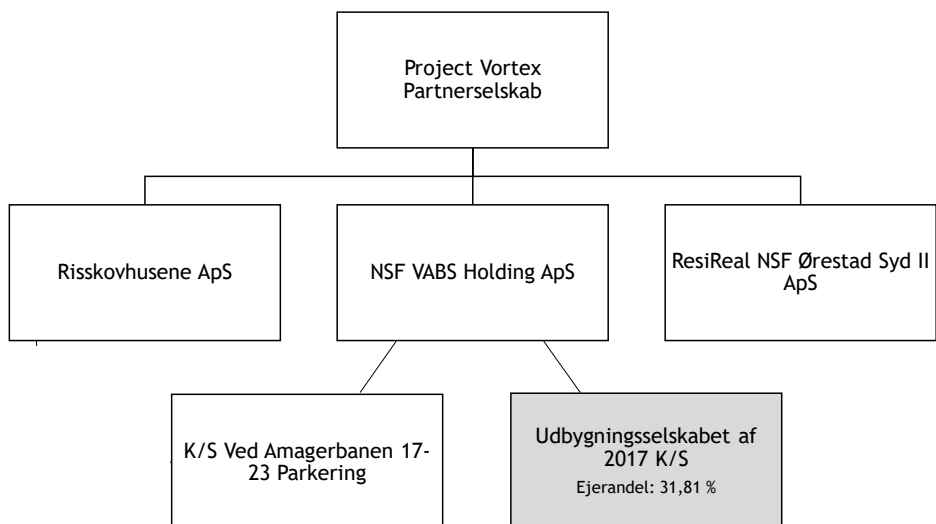 Project Vortex
Partnerselskab
Risskovhusene ApS
NSF VABS Holding ApS
ResiReal NSF Ørestad Syd II
ApS
K/S Ved Amagerbanen 17-
23 Parkering
Udbygningsselskabet af
2017 K/S
Ejerandel: 31,81 %